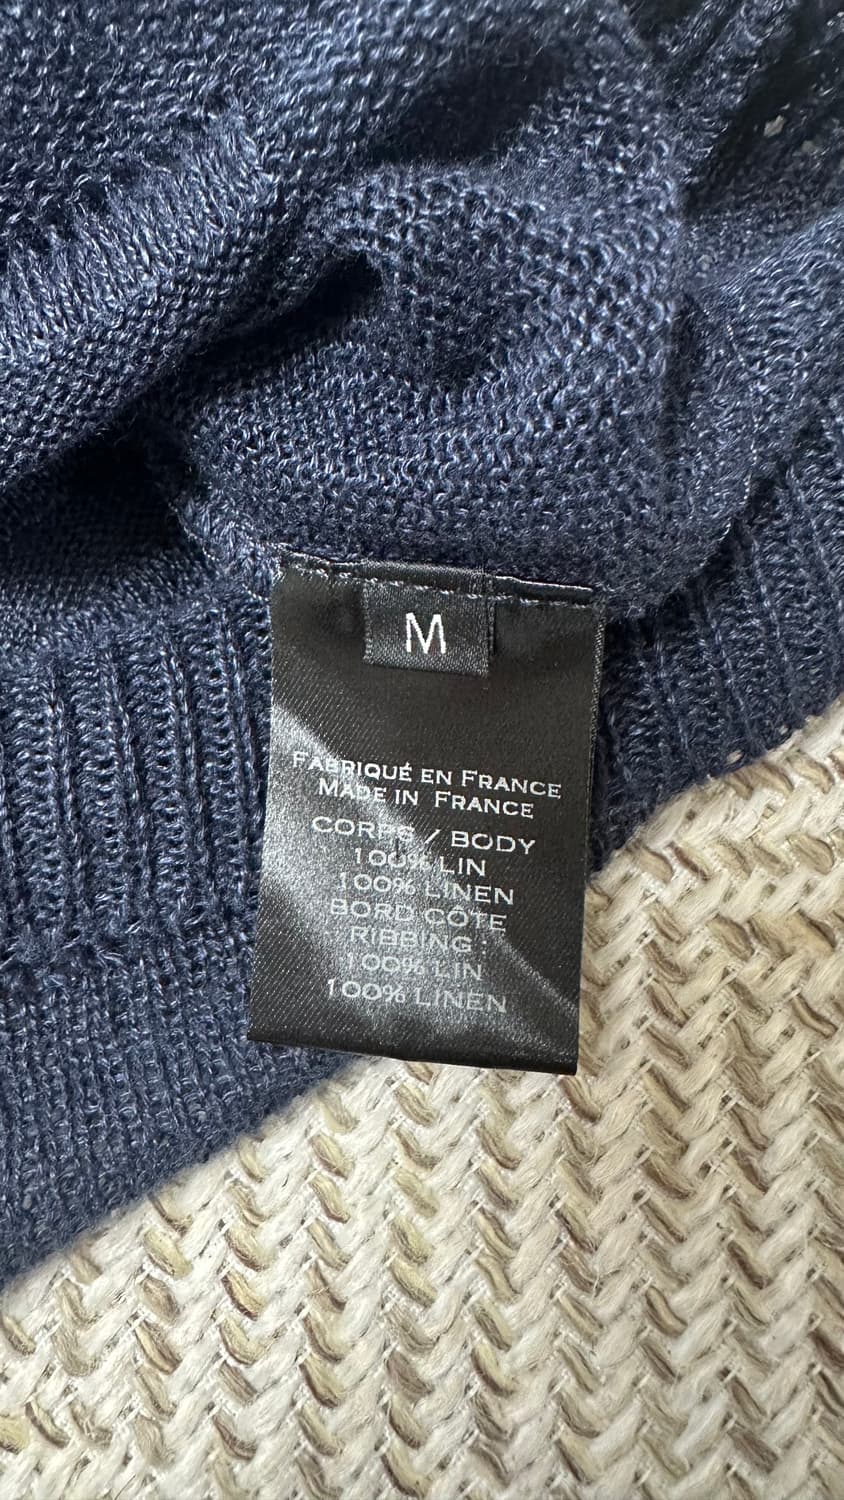 M
FABRIQUÉ EN FRANCE
MADE IN FRANCE
CORPS / BODY
100% LIN
100% LINEN
BORD CÔTE
RIBBING :
100% LIN
100% LINEN